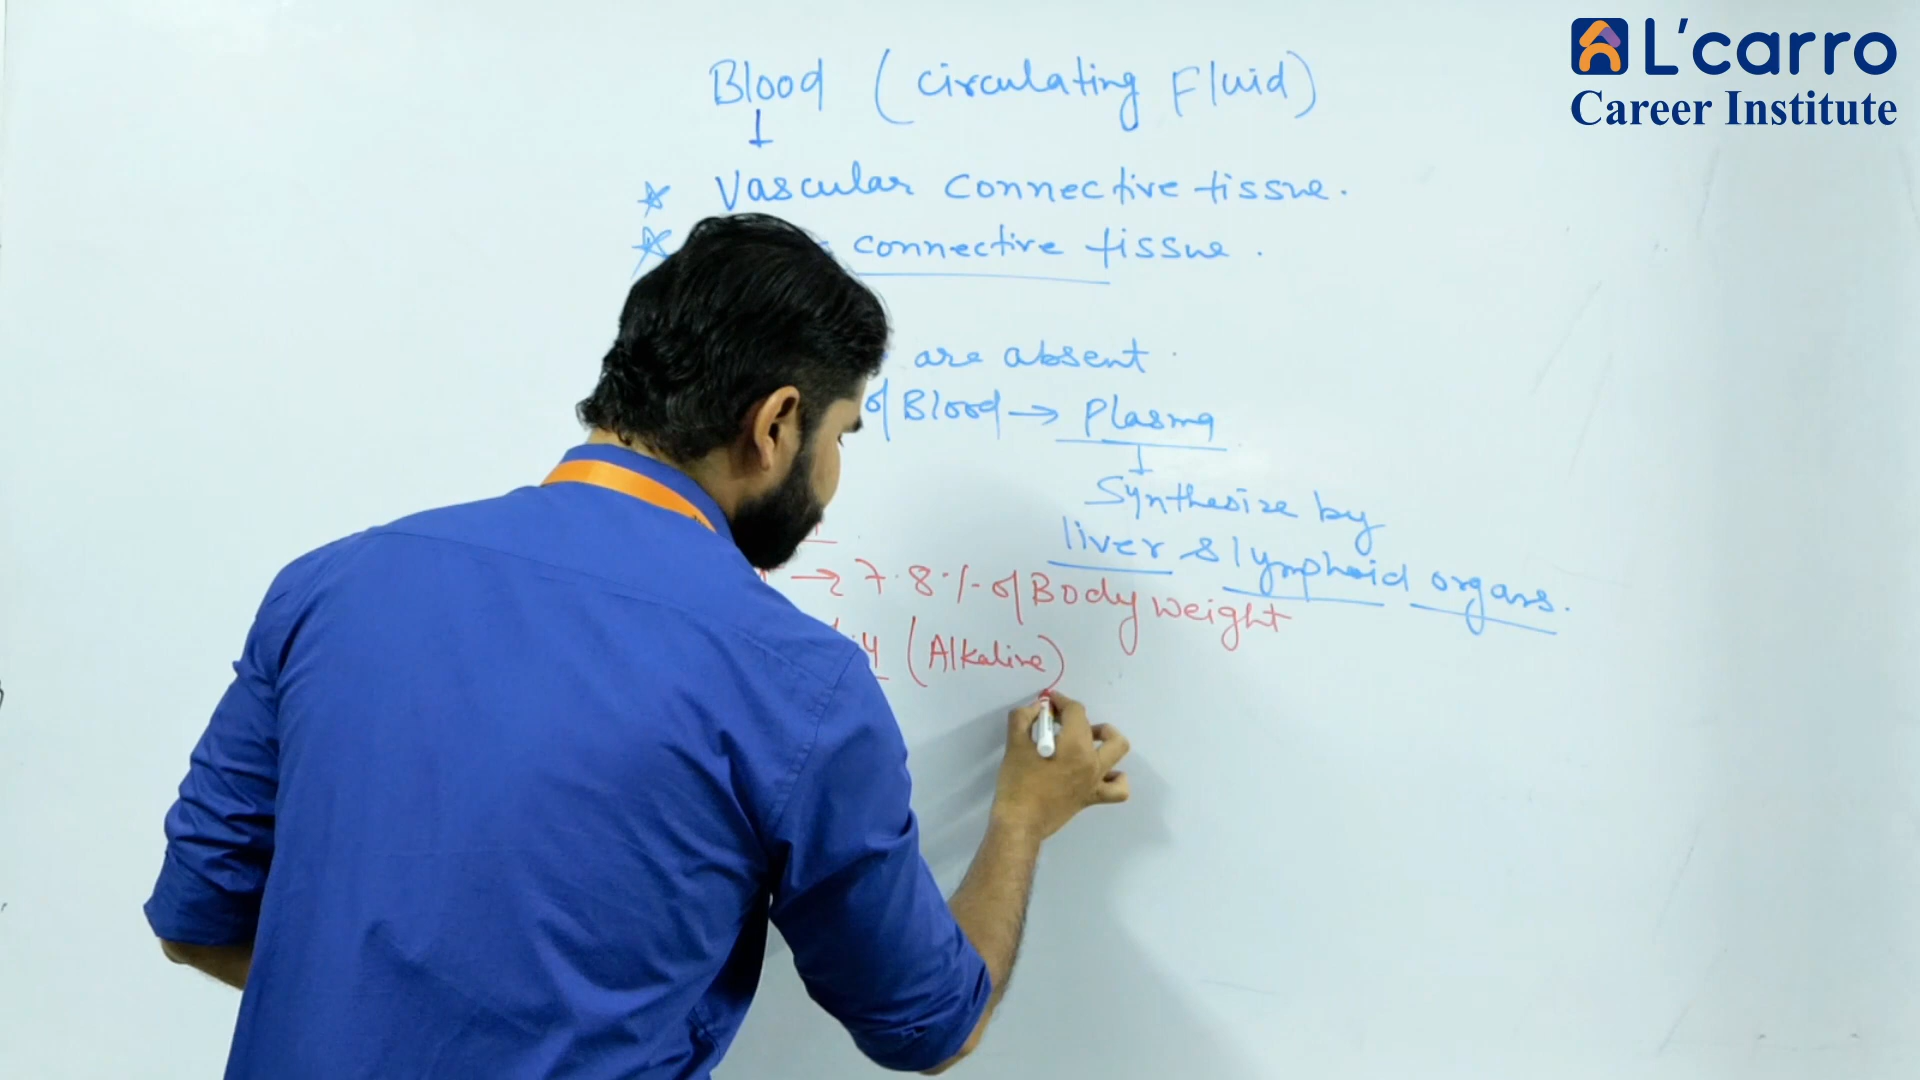 L'carro
Career Institute
Blood (circulating Fluid)
Vascular connective tissue.
connective tissue.
are absent
of Blood → Plasma
Synthesize by
liver & lymphoid organs.
→ 7.8% of Body weight
4 (Alkaline)